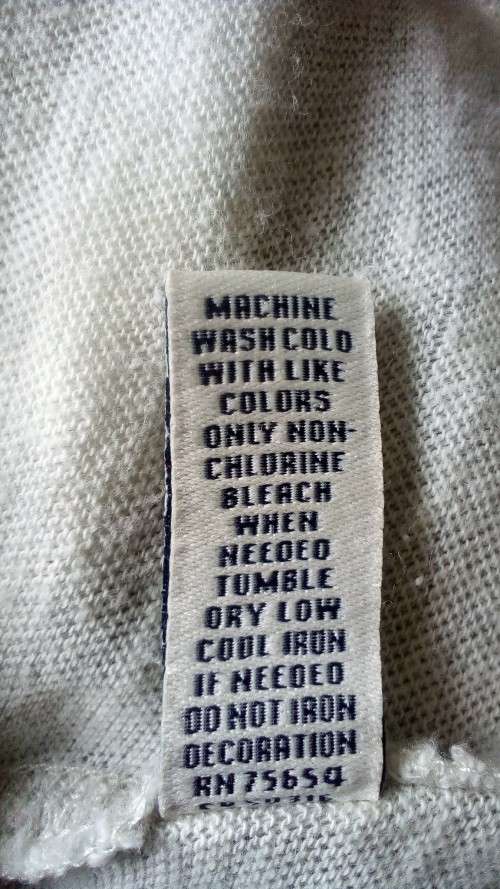 MACHINE
WASH COLD
WITH LIKE
COLORS
ONLY NON-
CHLORINE
BLEACH
WHEN
NEEDED
TUMBLE
DRY LOW
COOL IRON
IF NEEDED
DO NOT IRON
DECORATION
RN 75654